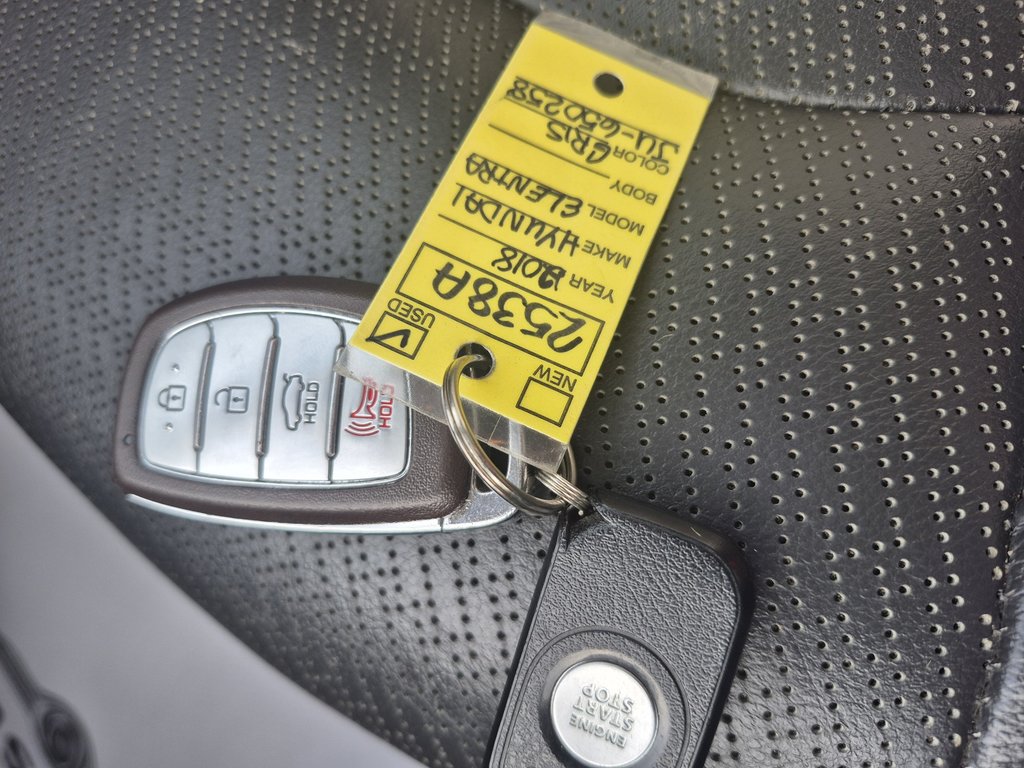 NEW
USED
2538A
YEAR 2018
MAKE HYUNDAI
MODEL ELENTRA
BODY
COLOR GRIS
JU-650258
HOLD
HOLD
ENGINE
START
STOP